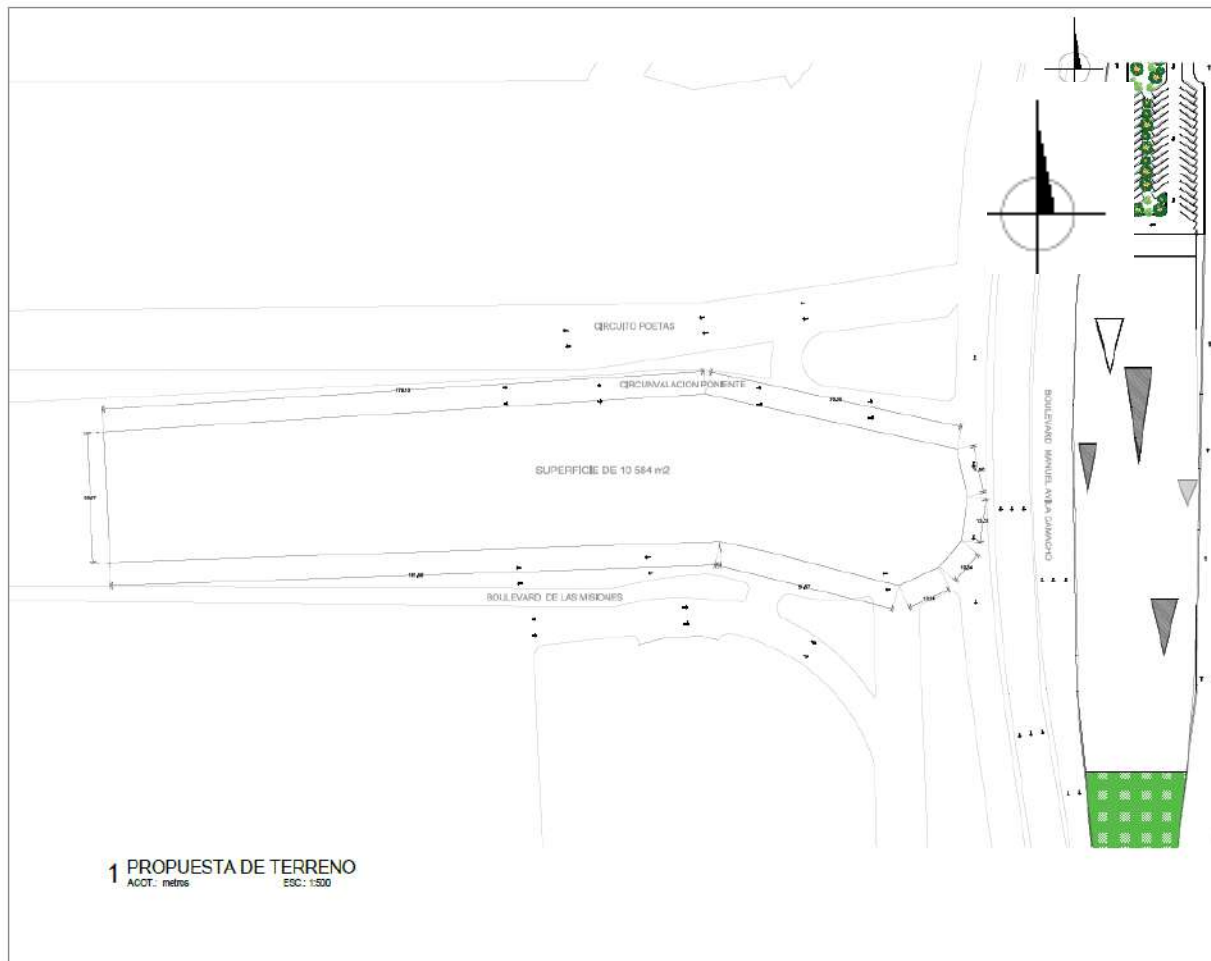 CIRCUITO POETAS
CIRCUNVALACION PONIENTE
SUPERFICIE DE 10 584 m2
BOULEVARD MANUEL AVILA CAMACHO
BOULEVARD DE LAS MISIONES
1 PROPUESTA DE TERRENO
ACOT.: metros ESC.: 1:500